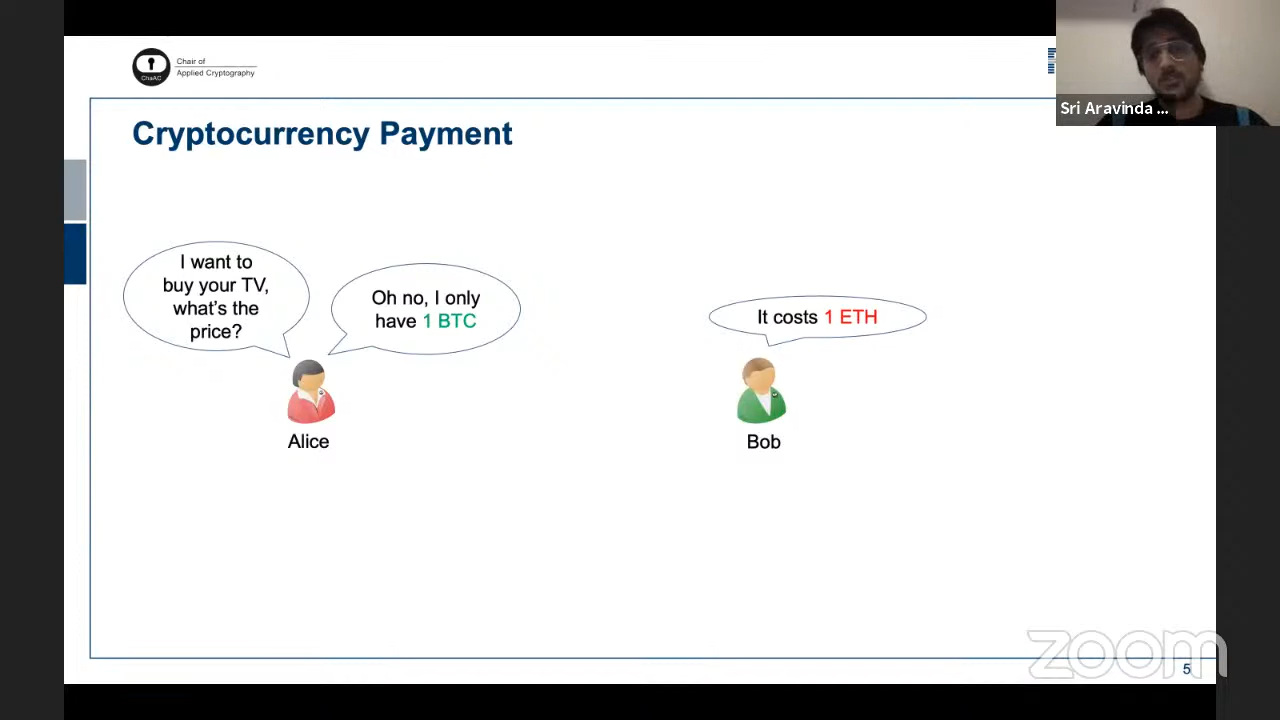 ChaAC
Chair of
Applied Cryptography
Sri Aravinda ...
Cryptocurrency Payment
I want to
buy your TV,
what's the
price?
Oh no, I only
have 1 BTC
It costs 1 ETH
Alice
Bob
zoom
5